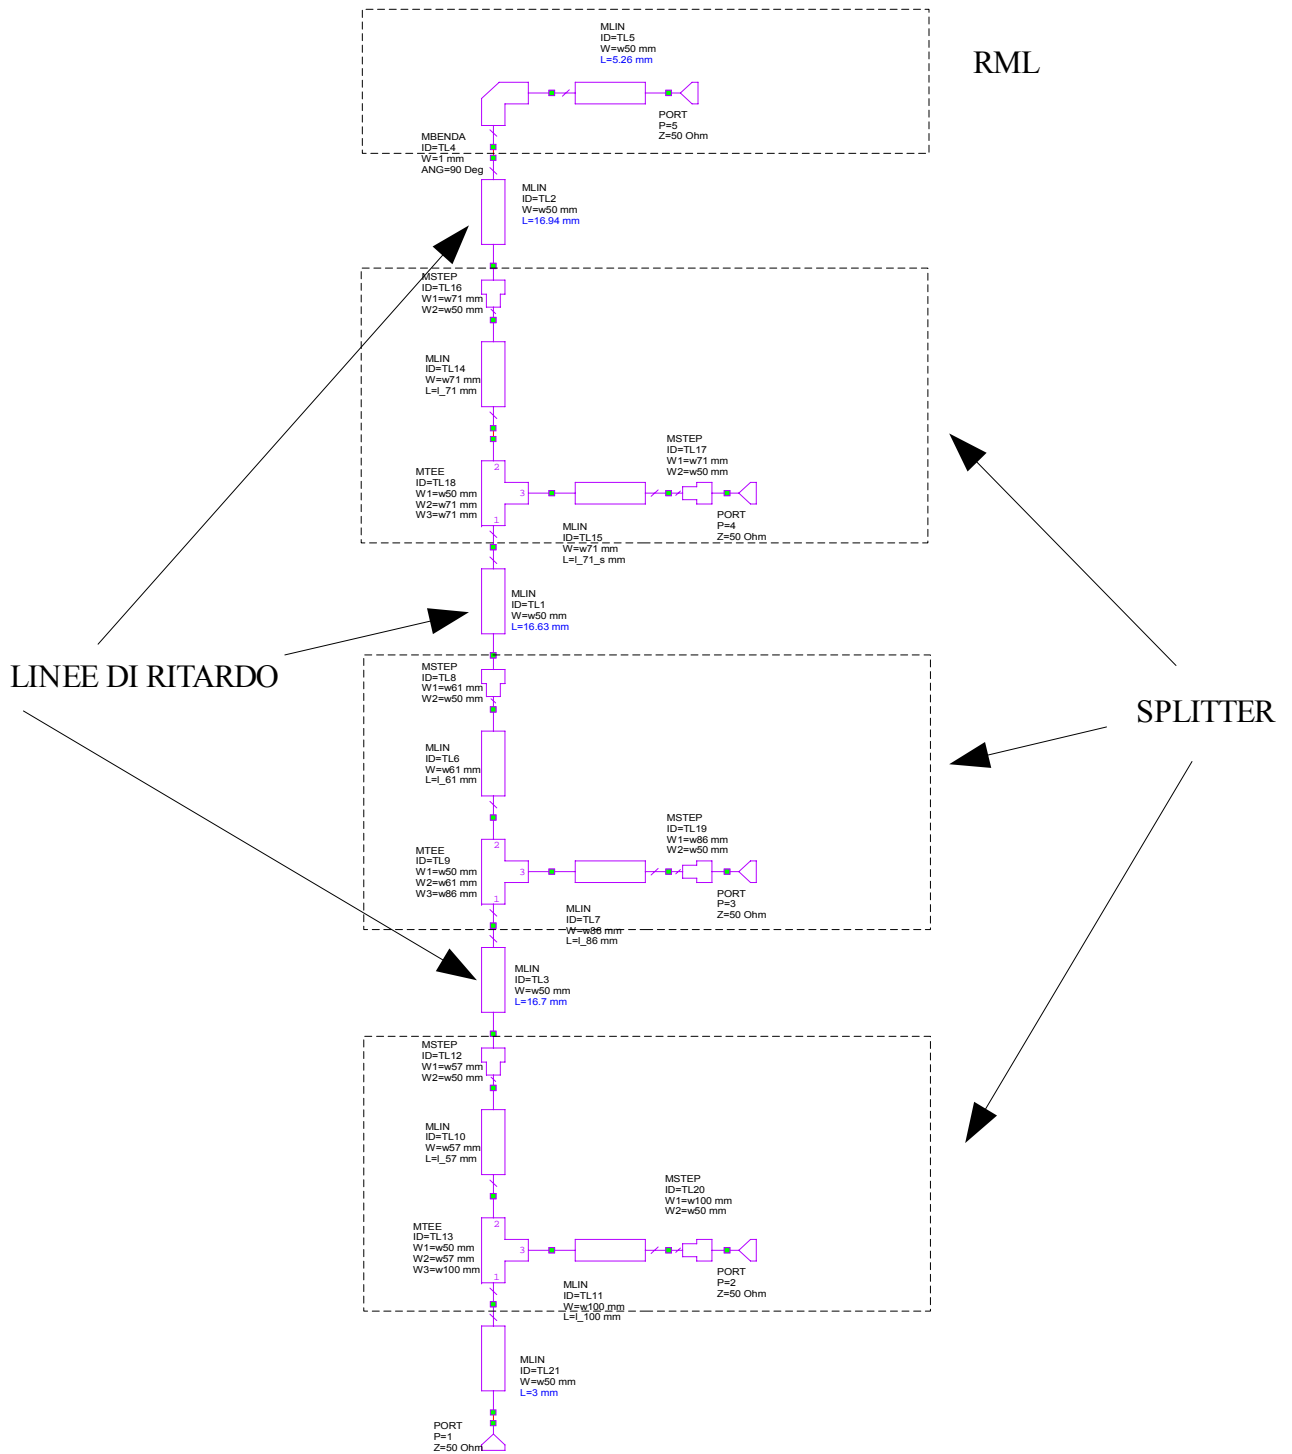 MLIN
ID=TL5
W=w50 mm
L=5.26 mm
RML
PORT
P=5
Z=50 Ohm
MBENDA
ID=TL4
W=1 mm
ANG=90 Deg
MLIN
ID=TL2
W=w50 mm
L=16.94 mm
MSTEP
ID=TL16
W1=w71 mm
W2=w50 mm
MLIN
ID=TL14
W=w71 mm
L=l_71 mm
MSTEP
ID=TL17
W1=w71 mm
W2=w50 mm
MTEE
ID=TL18
W1=w50 mm
W2=w71 mm
W3=w71 mm
2
3
1
PORT
P=4
Z=50 Ohm
MLIN
ID=TL15
W=w71 mm
L=l_71_s mm
MLIN
ID=TL1
W=w50 mm
L=16.63 mm
LINEE DI RITARDO
SPLITTER
MSTEP
ID=TL8
W1=w61 mm
W2=w50 mm
MLIN
ID=TL6
W=w61 mm
L=l_61 mm
MSTEP
ID=TL19
W1=w86 mm
W2=w50 mm
MTEE
ID=TL9
W1=w50 mm
W2=w61 mm
W3=w86 mm
2
3
1
PORT
P=3
Z=50 Ohm
MLIN
ID=TL7
W=w86 mm
L=l_86 mm
MLIN
ID=TL3
W=w50 mm
L=16.7 mm
MSTEP
ID=TL12
W1=w57 mm
W2=w50 mm
MLIN
ID=TL10
W=w57 mm
L=l_57 mm
MSTEP
ID=TL20
W1=w100 mm
W2=w50 mm
MTEE
ID=TL13
W1=w50 mm
W2=w57 mm
W3=w100 mm
2
3
1
PORT
P=2
Z=50 Ohm
MLIN
ID=TL11
W=w100 mm
L=l_100 mm
MLIN
ID=TL21
W=w50 mm
L=3 mm
PORT
P=1
Z=50 Ohm